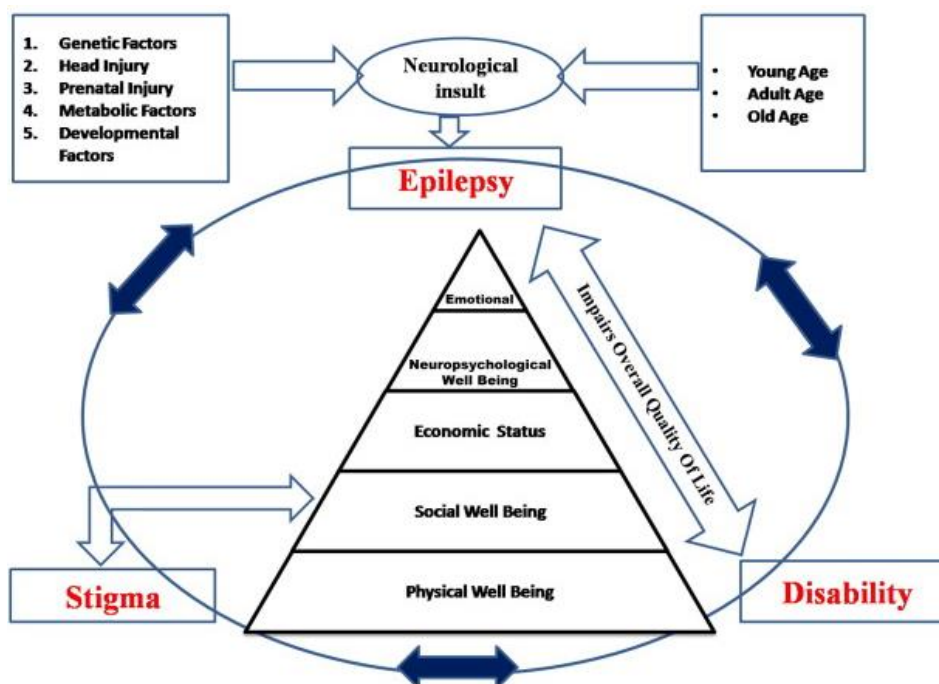 1. Genetic Factors
2. Head Injury
3. Prenatal Injury
4. Metabolic Factors
5. Developmental
Factors
Neurological
insult
• Young Age
• Adult Age
• Old Age
Epilepsy
Emotional
Neuropsychological
Well Being
Economic Status
Social Well Being
Physical Well Being
Impairs Overall Quality Of Life
Stigma
Disability